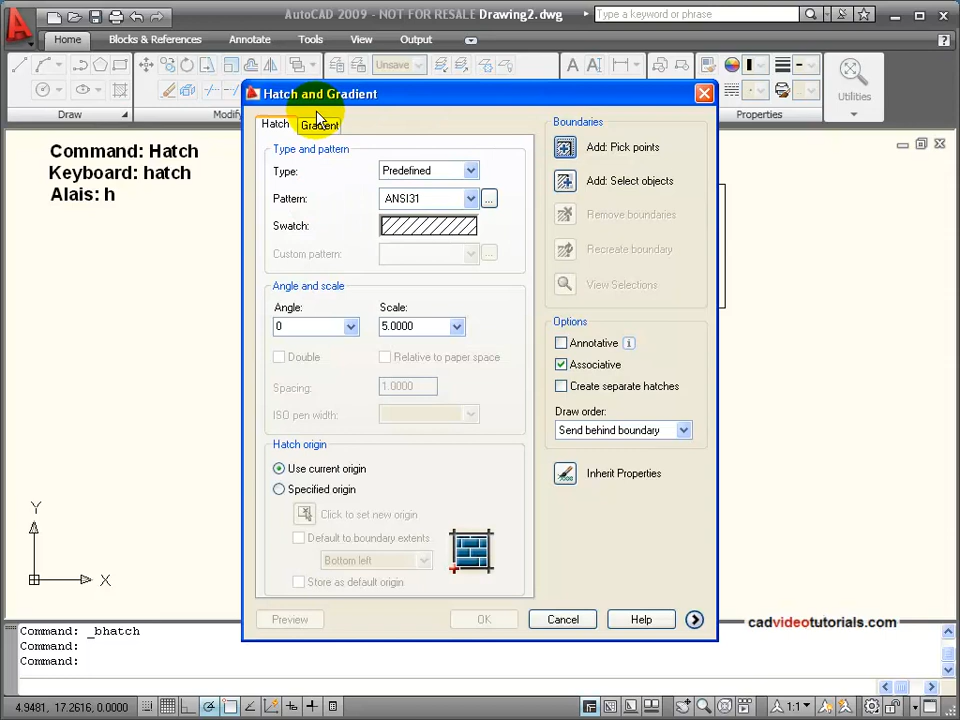 AutoCAD 2009 - NOT FOR RESALE Drawing2.dwg
Type a keyword or phrase
Home Blocks & References Annotate Tools View Output
Unsave
Draw
Modif
Properties
Utilities
Command: Hatch
Keyboard: hatch
Alais: h
Hatch and Gradient
Hatch Gradient
Type and pattern
Type: Predefined
Pattern: ANSI31 ...
Swatch:
Custom pattern: ...
Angle and scale
Angle: Scale:
0 5.0000
Double Relative to paper space
Spacing: 1.0000
ISO pen width:
Hatch origin
Use current origin
Specified origin
Click to set new origin
Default to boundary extents
Bottom left
Store as default origin
Boundaries
Add: Pick points
Add: Select objects
Remove boundaries
Recreate boundary
View Selections
Options
Annotative
Associative
Create separate hatches
Draw order:
Send behind boundary
Inherit Properties
Preview OK Cancel Help
Y
X
cadvideotutorials.com
Command: _bhatch
Command:
Command:
4.9481, 17.2616, 0.0000
1:1